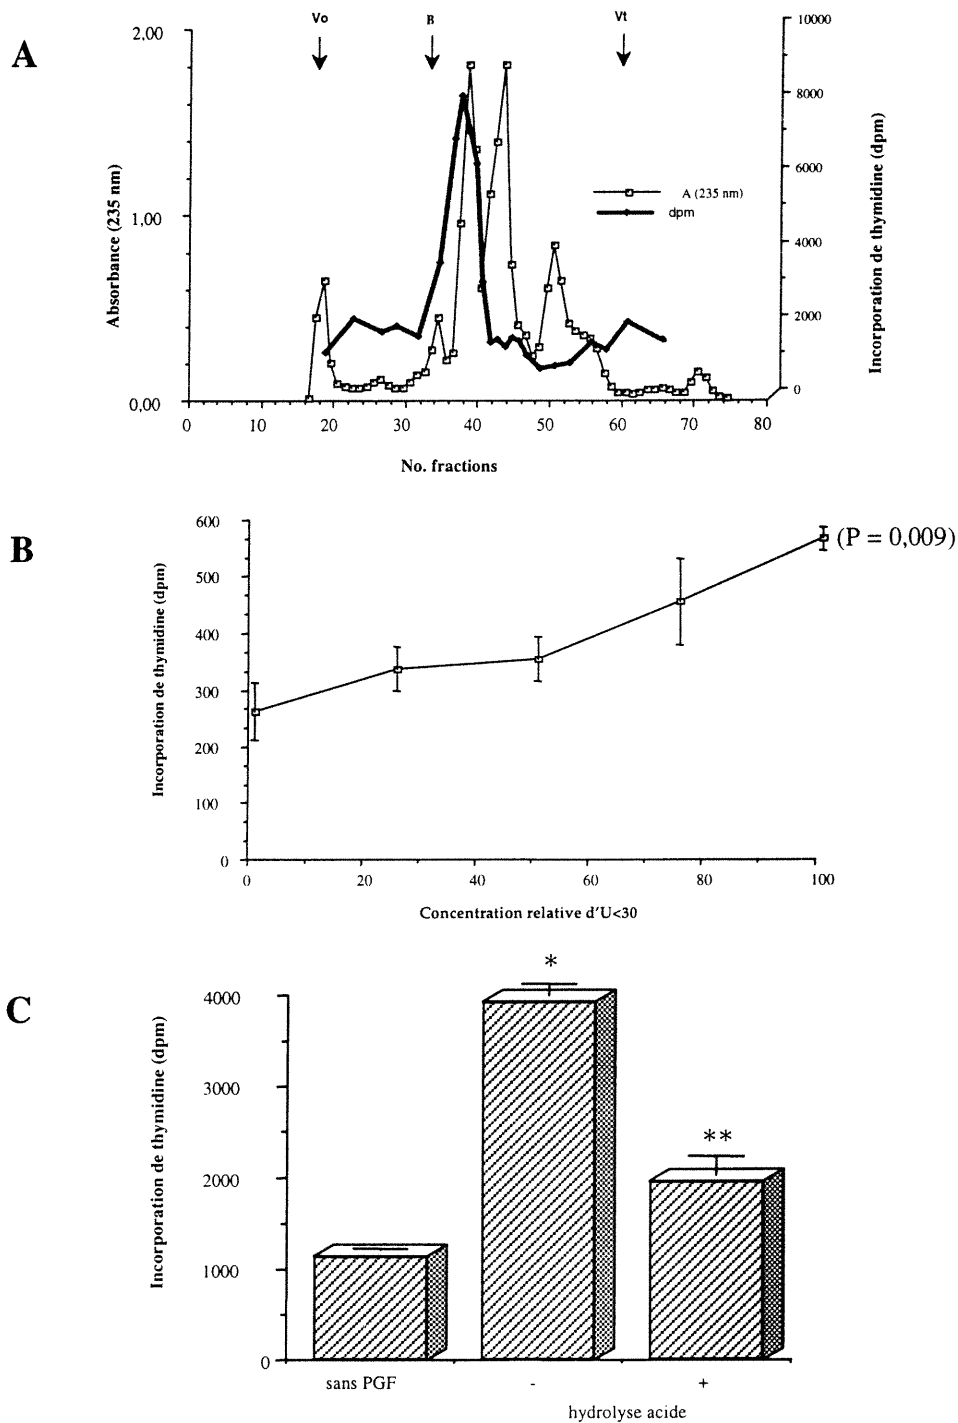 A
Vo
B
Vt
2,00
1,00
0,00
Absorbance (235 nm)
10000
8000
6000
4000
2000
0
Incorporation de thymidine (dpm)
A (235 nm)
dpm
0 10 20 30 40 50 60 70 80
No. fractions
B
600
500
400
300
200
100
0
Incorporation de thymidine (dpm)
(P = 0,009)
0 20 40 60 80 100
Concentration relative d'U<30
C
4000
3000
2000
1000
0
Incorporation de thymidine (dpm)
*
**
sans PGF - +
hydrolyse acide